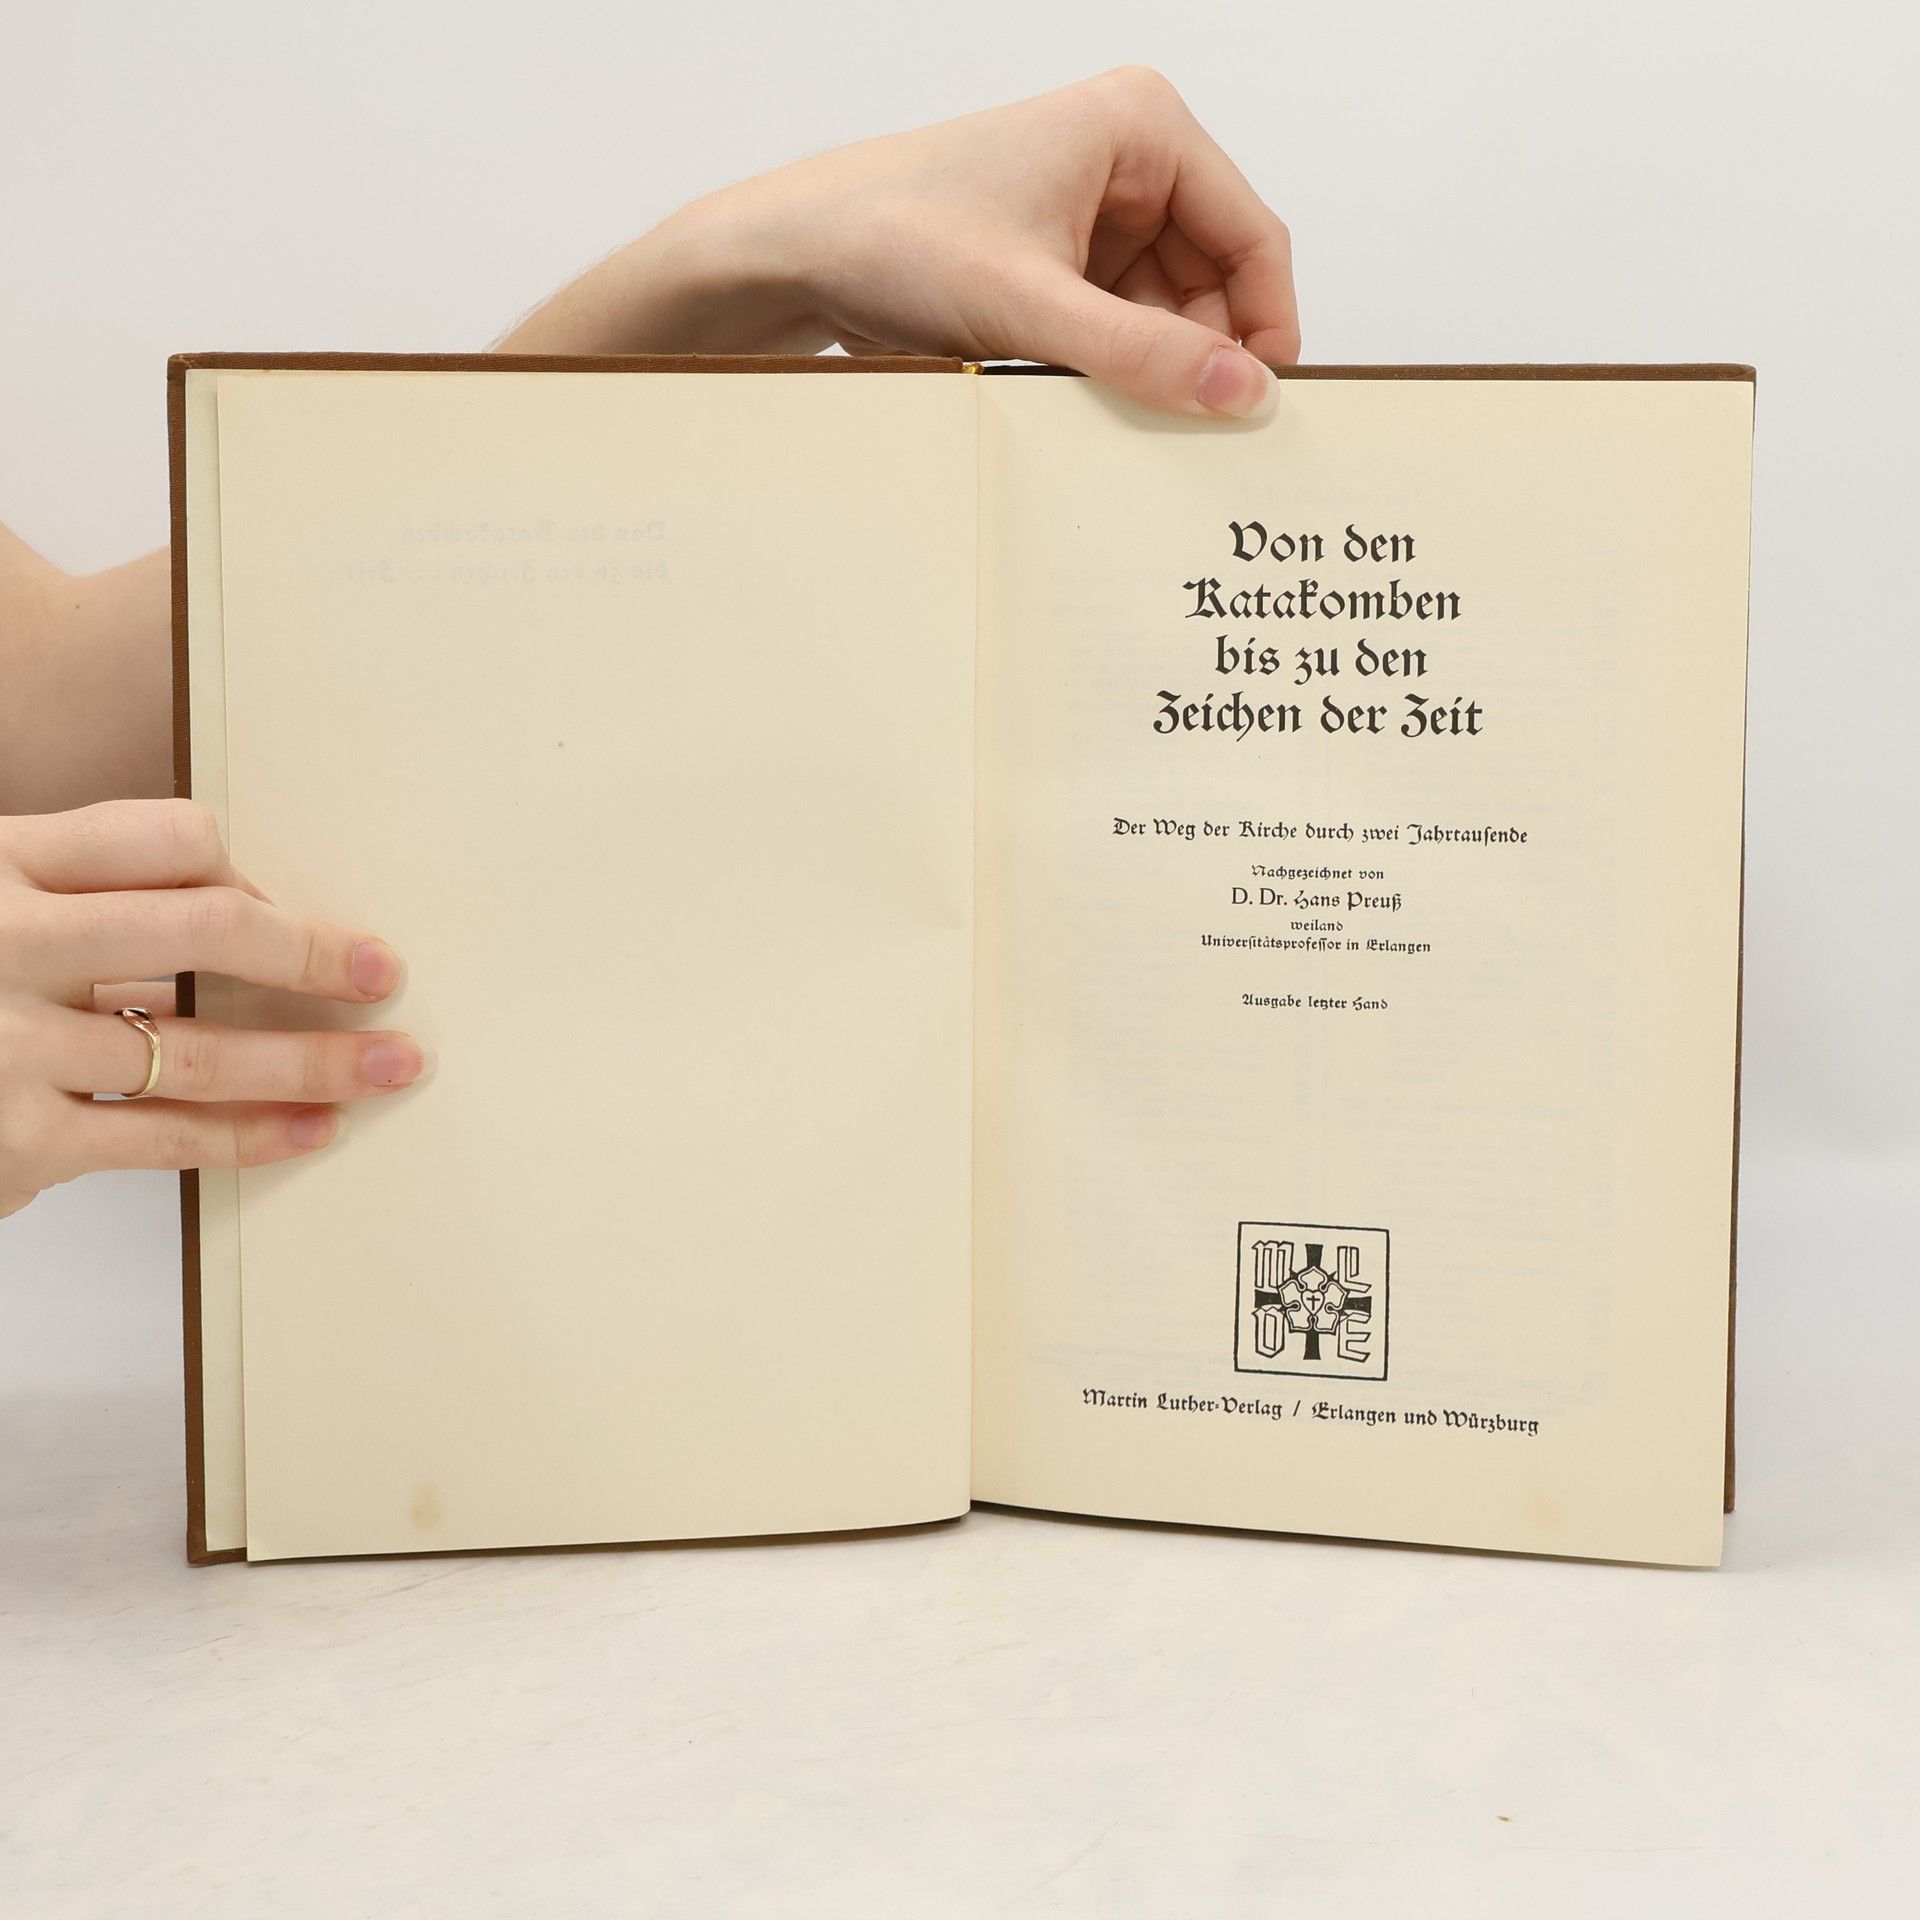 Von den
Katakomben
bis zu den
Zeichen der Zeit
Der Weg der Kirche durch zwei Jahrtauſende
Nachgezeichnet von
D. Dr. Hans Preuß
weiland
Univerſitätsprofeſſor in Erlangen
Ausgabe letzter Hand
M L
V E
Martin Luther-Verlag / Erlangen und Würzburg